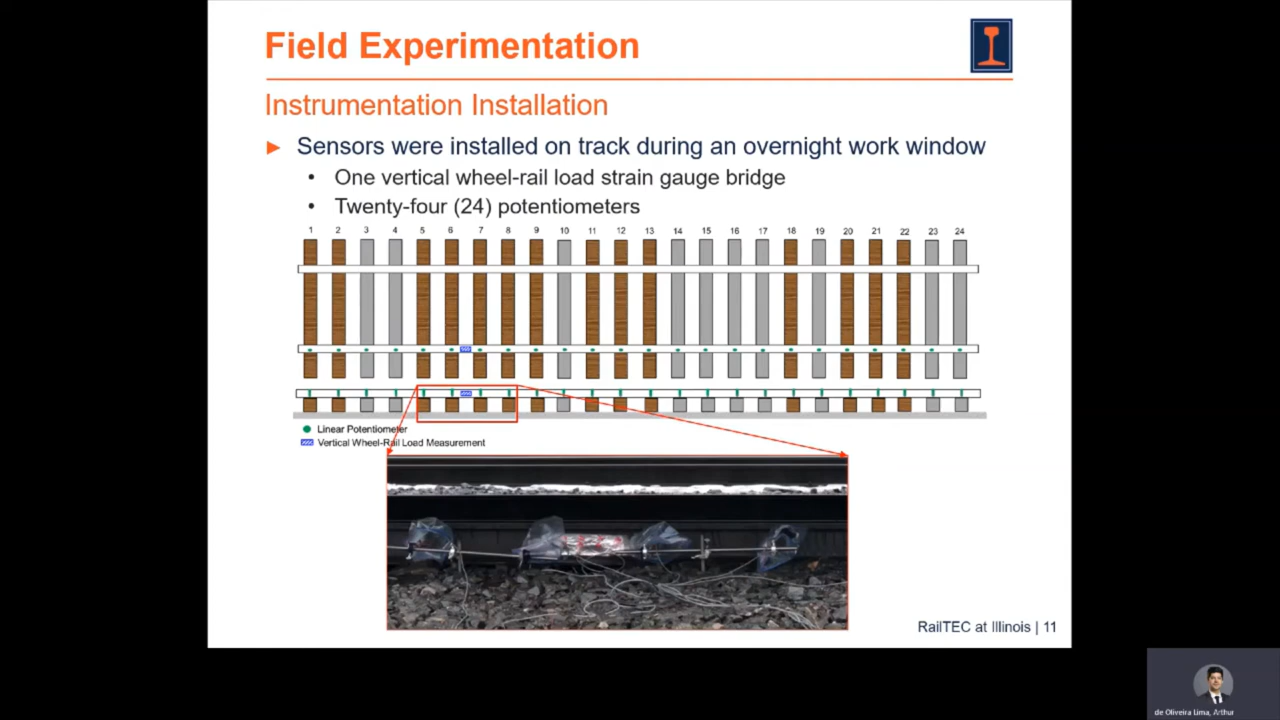 Field Experimentation
Instrumentation Installation
► Sensors were installed on track during an overnight work window
• One vertical wheel-rail load strain gauge bridge
• Twenty-four (24) potentiometers
1 2 3 4 5 6 7 8 9 10 11 12 13 14 15 16 17 18 19 20 21 22 23 24
Linear Potentiometer
Vertical Wheel-Rail Load Measurement
RailTEC at Illinois | 11
de Oliveira Lima, Arthur